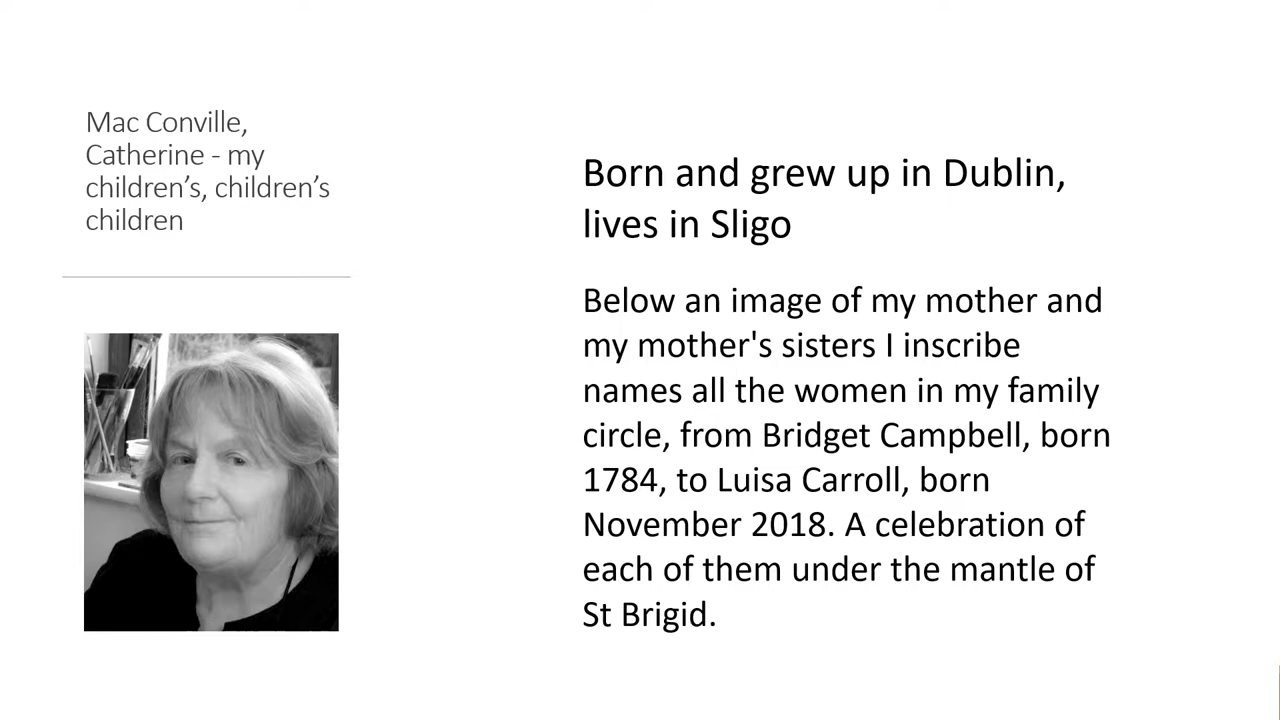 Mac Conville,
Catherine - my
children’s, children’s
children
Born and grew up in Dublin,
lives in Sligo
Below an image of my mother and
my mother's sisters I inscribe
names all the women in my family
circle, from Bridget Campbell, born
1784, to Luisa Carroll, born
November 2018. A celebration of
each of them under the mantle of
St Brigid.